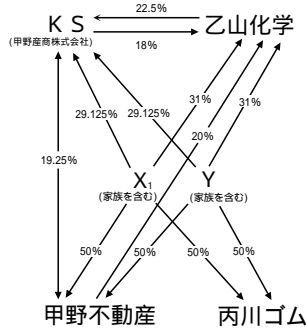 22.5%
ＫＳ
乙山化学
(甲野産商株式会社)
18%
31%
31%
29.125%
29.125%
20%
19.25%
X1
Y
(家族を含む)
(家族を含む)
50%
50%
50%
50%
甲野不動産
丙川ゴム